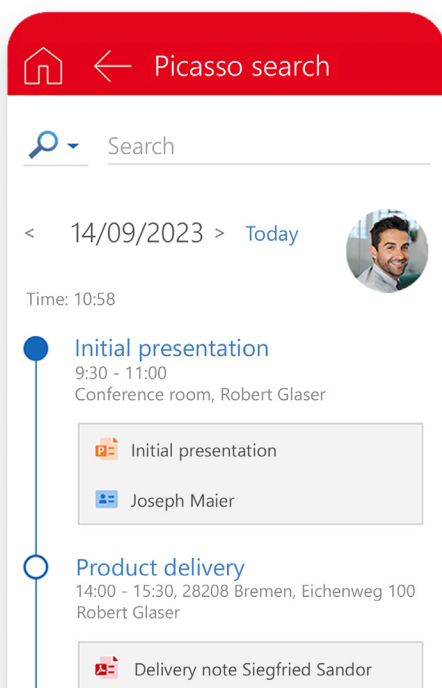 Picasso search
Search
< 14/09/2023 > Today
Time: 10:58
Initial presentation
9:30 - 11:00
Conference room, Robert Glaser
Initial presentation
Joseph Maier
Product delivery
14:00 - 15:30, 28208 Bremen, Eichenweg 100
Robert Glaser
Delivery note Siegfried Sandor